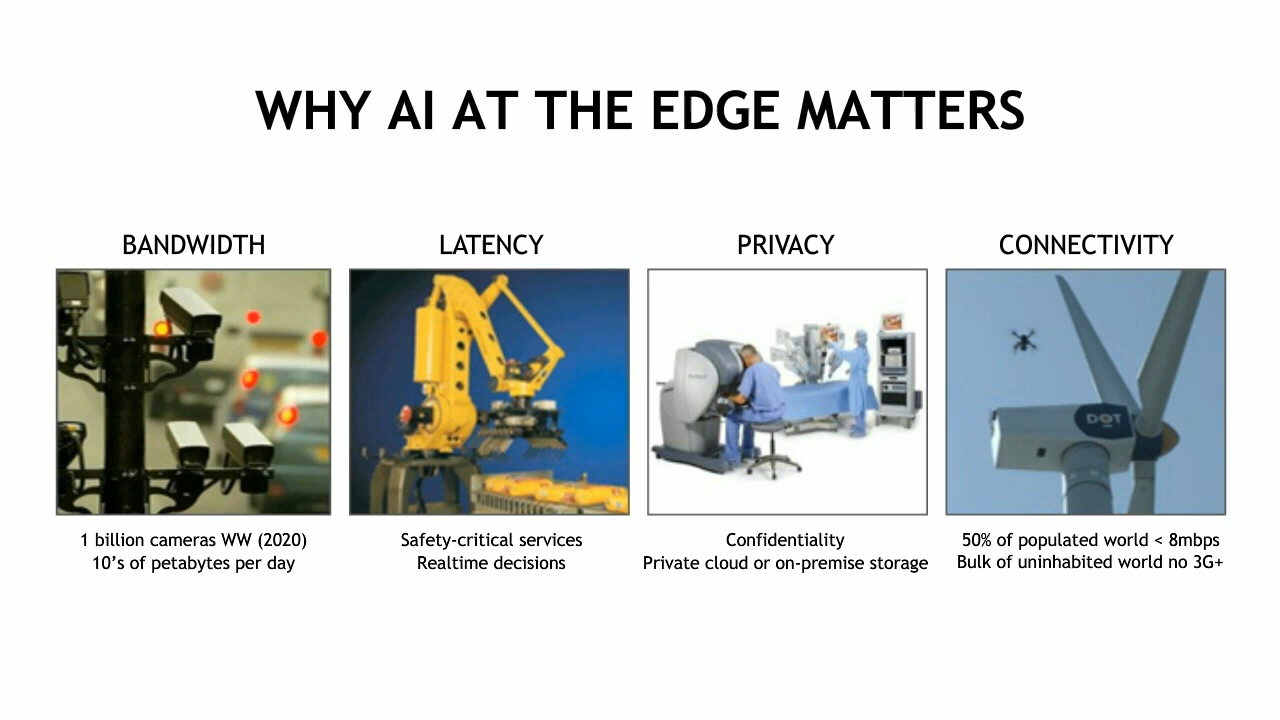 WHY AI AT THE EDGE MATTERS
BANDWIDTH
LATENCY
PRIVACY
CONNECTIVITY
DOT
1 billion cameras WW (2020)
10’s of petabytes per day
Safety-critical services
Realtime decisions
Confidentiality
Private cloud or on-premise storage
50% of populated world < 8mbps
Bulk of uninhabited world no 3G+